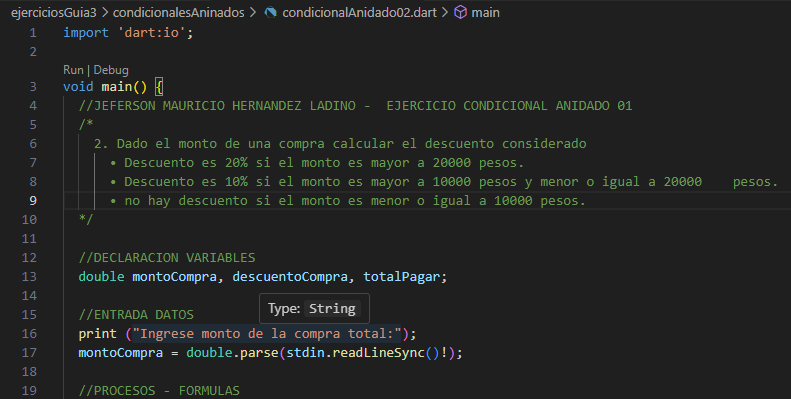 ejerciciosGuia3 > condicionalesAninados > condicionalAnidado02.dart > main
1 import 'dart:io';
2
Run | Debug
3 void main() {
4 //JEFERSON MAURICIO HERNANDEZ LADINO - EJERCICIO CONDICIONAL ANIDADO 01
5 /*
6 2. Dado el monto de una compra calcular el descuento considerado
7 • Descuento es 20% si el monto es mayor a 20000 pesos.
8 • Descuento es 10% si el monto es mayor a 10000 pesos y menor o igual a 20000 pesos.
9 • no hay descuento si el monto es menor o igual a 10000 pesos.
10 */
11
12 //DECLARACION VARIABLES
13 double montoCompra, descuentoCompra, totalPagar;
14
Type: String
15 //ENTRADA DATOS
16 print ("Ingrese monto de la compra total:");
17 montoCompra = double.parse(stdin.readLineSync()!);
18
19 //PROCESOS - FORMULAS